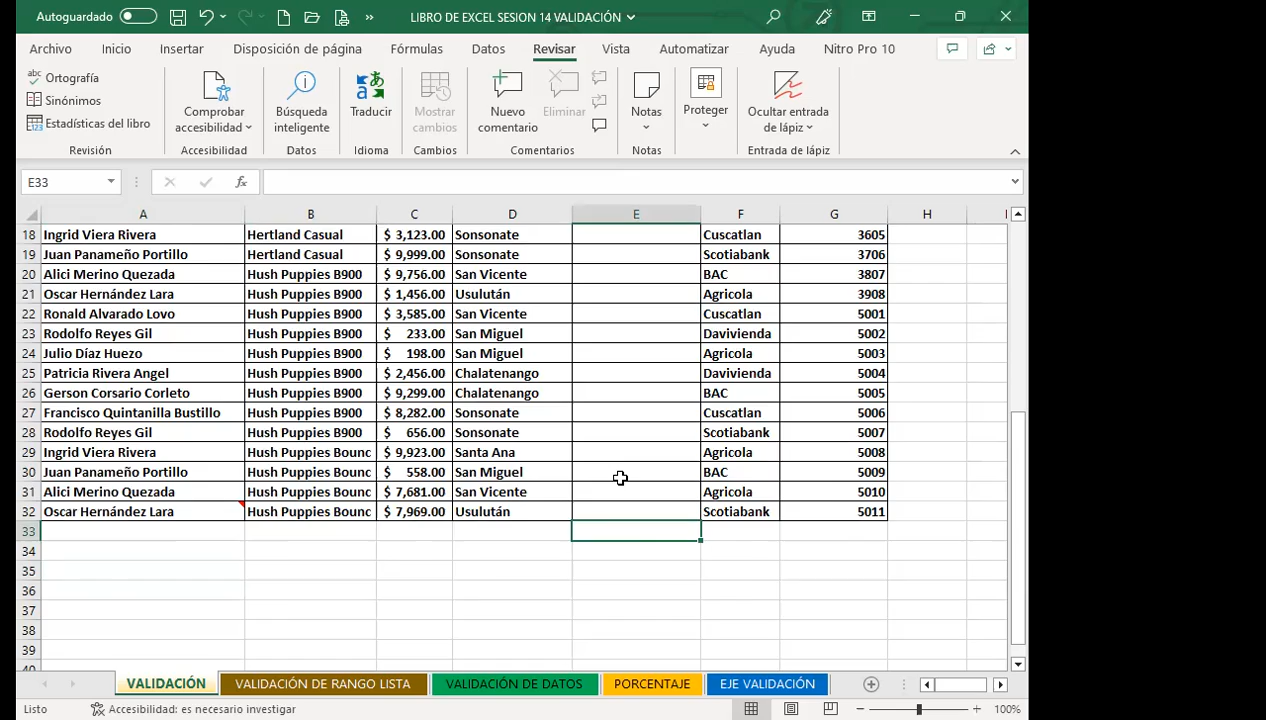 Autoguardado
LIBRO DE EXCEL SESION 14 VALIDACIÓN
Archivo Inicio Insertar Disposición de página Fórmulas Datos Revisar Vista Automatizar Ayuda Nitro Pro 10
abc Ortografía
Sinónimos
Estadísticas del libro
Revisión
Comprobar accesibilidad
Accesibilidad
Búsqueda inteligente
Datos
Traducir
Idioma
Mostrar cambios
Cambios
Nuevo comentario
Eliminar
Comentarios
Notas
Notas
Proteger
Ocultar entrada de lápiz
Entrada de lápiz
E33 fx
A B C D E F G H I
18 Ingrid Viera Rivera Hertland Casual $ 3,123.00 Sonsonate Cuscatlan 3605
19 Juan Panameño Portillo Hertland Casual $ 9,999.00 Sonsonate Scotiabank 3706
20 Alici Merino Quezada Hush Puppies B900 $ 9,756.00 San Vicente BAC 3807
21 Oscar Hernández Lara Hush Puppies B900 $ 1,456.00 Usulután Agricola 3908
22 Ronald Alvarado Lovo Hush Puppies B900 $ 3,585.00 San Vicente Cuscatlan 5001
23 Rodolfo Reyes Gil Hush Puppies B900 $ 233.00 San Miguel Davivienda 5002
24 Julio Díaz Huezo Hush Puppies B900 $ 198.00 San Miguel Agricola 5003
25 Patricia Rivera Angel Hush Puppies B900 $ 2,456.00 Chalatenango Davivienda 5004
26 Gerson Corsario Corleto Hush Puppies B900 $ 9,299.00 Chalatenango BAC 5005
27 Francisco Quintanilla Bustillo Hush Puppies B900 $ 8,282.00 Sonsonate Cuscatlan 5006
28 Rodolfo Reyes Gil Hush Puppies B900 $ 656.00 Sonsonate Scotiabank 5007
29 Ingrid Viera Rivera Hush Puppies Bounc $ 9,923.00 Santa Ana Agricola 5008
30 Juan Panameño Portillo Hush Puppies Bounc $ 558.00 San Miguel BAC 5009
31 Alici Merino Quezada Hush Puppies Bounc $ 7,681.00 San Vicente Agricola 5010
32 Oscar Hernández Lara Hush Puppies Bounc $ 7,969.00 Usulután Scotiabank 5011
33
34
35
36
37
38
39
40
VALIDACIÓN VALIDACIÓN DE RANGO LISTA VALIDACIÓN DE DATOS PORCENTAJE EJE VALIDACIÓN
Listo Accesibilidad: es necesario investigar 100%